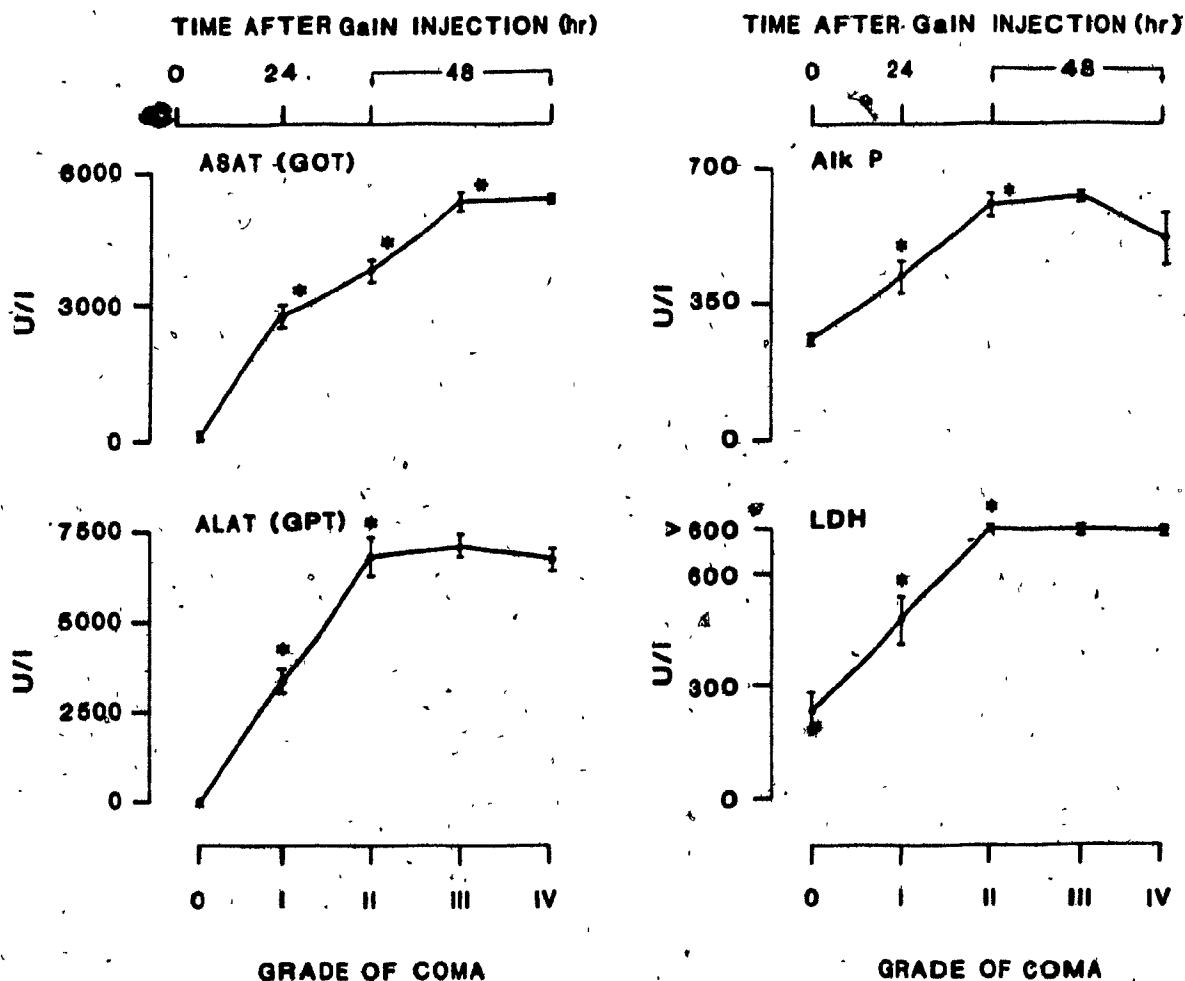 TIME AFTER GalN INJECTION (hr)
0 24 48
ASAT (GOT)
6000
3000
0
U/l
ALAT (GPT)
7500
5000
2500
0
U/l
0 I II III IV
GRADE OF COMA
TIME AFTER GalN INJECTION (hr)
0 24 48
Alk P
700
350
0
U/l
LDH
> 600
600
300
0
U/l
0 I II III IV
GRADE OF COMA